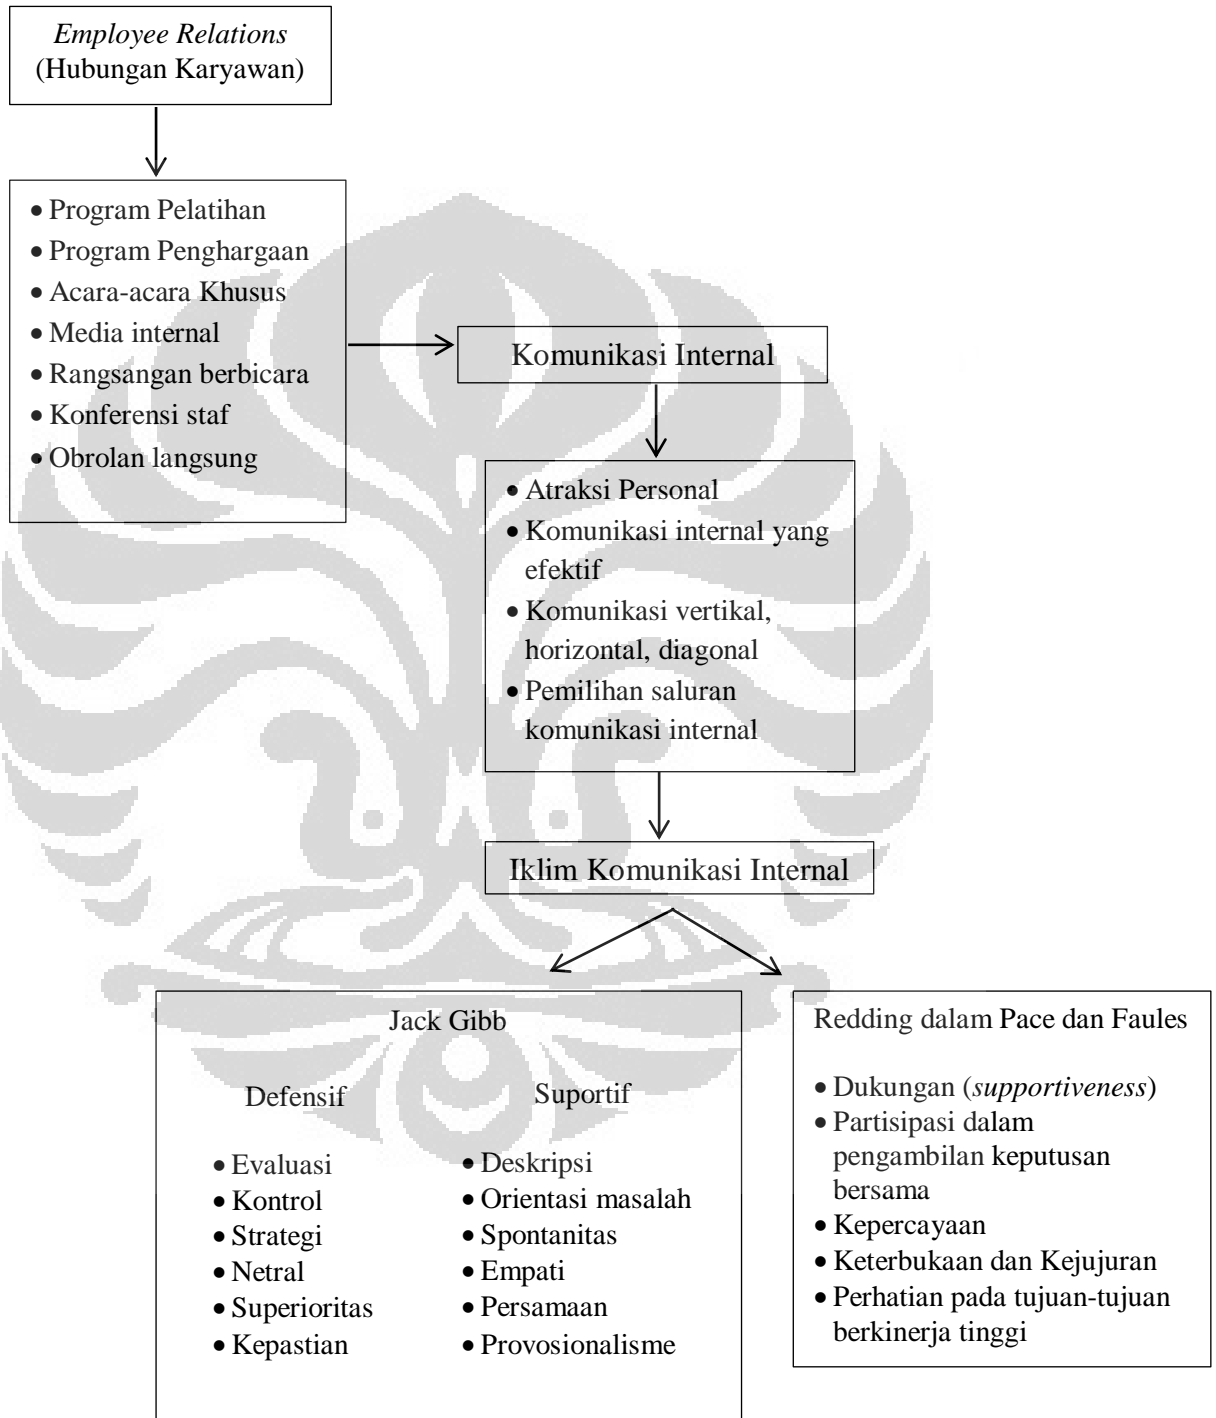 Employee Relations
(Hubungan Karyawan)
• Program Pelatihan
• Program Penghargaan
• Acara-acara Khusus
• Media internal
• Rangsangan berbicara
• Konferensi staf
• Obrolan langsung
Komunikasi Internal
• Atraksi Personal
• Komunikasi internal yang
efektif
• Komunikasi vertikal,
horizontal, diagonal
• Pemilihan saluran
komunikasi internal
Iklim Komunikasi Internal
Jack Gibb
Defensif
• Evaluasi
• Kontrol
• Strategi
• Netral
• Superioritas
• Kepastian
Suportif
• Deskripsi
• Orientasi masalah
• Spontanitas
• Empati
• Persamaan
• Provosionalisme
Redding dalam Pace dan Faules
• Dukungan (supportiveness)
• Partisipasi dalam
pengambilan keputusan
bersama
• Kepercayaan
• Keterbukaan dan Kejujuran
• Perhatian pada tujuan-tujuan
berkinerja tinggi